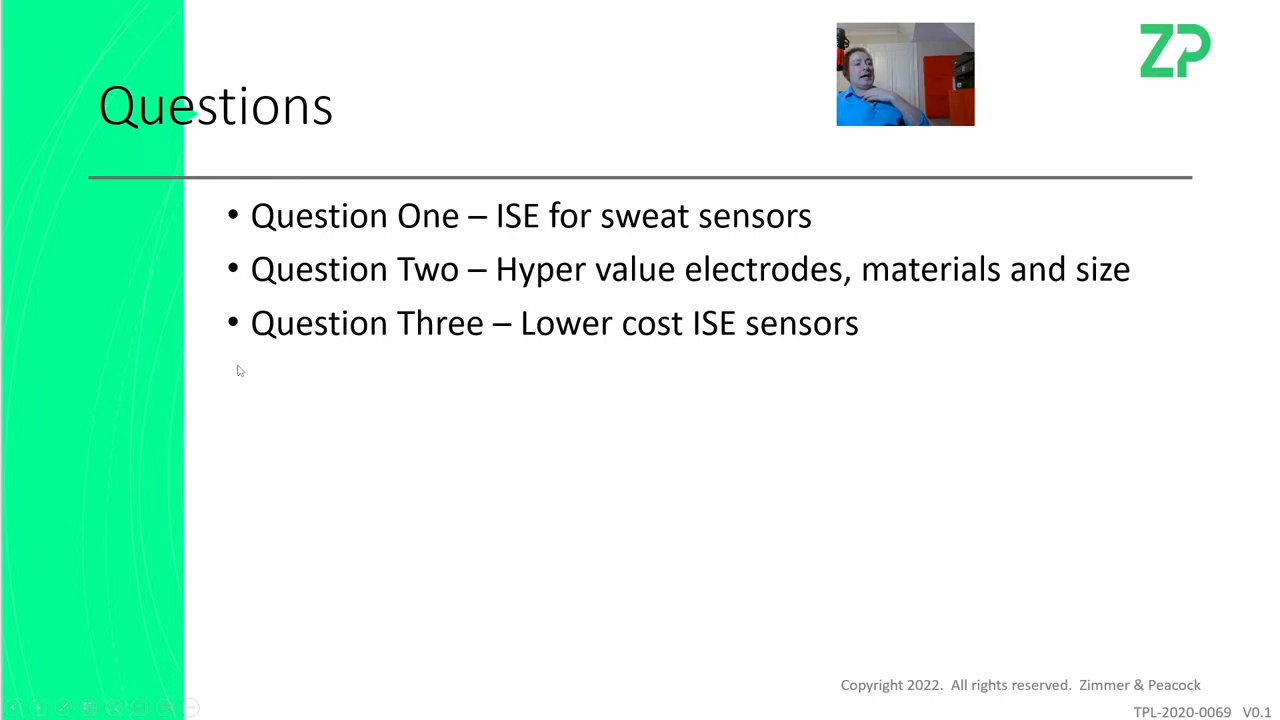 ZP
Questions
• Question One – ISE for sweat sensors
• Question Two – Hyper value electrodes, materials and size
• Question Three – Lower cost ISE sensors
Copyright 2022. All rights reserved. Zimmer & Peacock
TPL-2020-0069 V0.1